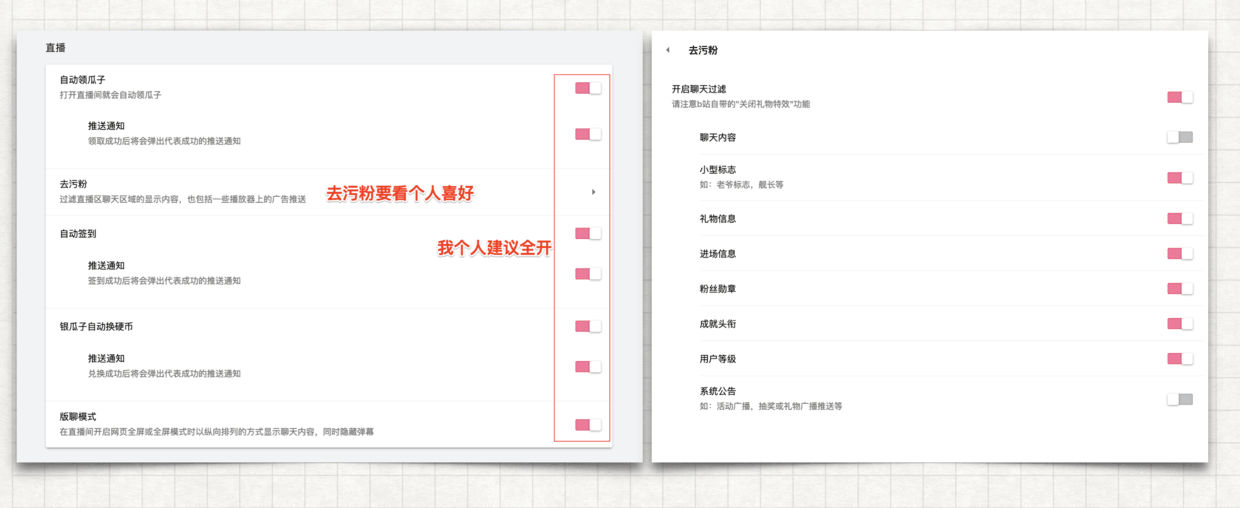 直播
自动领瓜子
打开直播间就会自动领瓜子
推送通知
领取成功后将会弹出代表成功的推送通知
去污粉
过滤直播区聊天区域的显示内容，也包括一些播放器上的广告推送
去污粉要看个人喜好
自动签到
我个人建议全开
推送通知
签到成功后将会弹出代表成功的推送通知
银瓜子自动换硬币
推送通知
兑换成功后将会弹出代表成功的推送通知
版聊模式
在直播间开启网页全屏或全屏模式时以纵向排列的方式显示聊天内容，同时隐藏弹幕
去污粉
开启聊天过滤
请注意b站自带的"关闭礼物特效"功能
聊天内容
小型标志
如：老爷标志，舰长等
礼物信息
进场信息
粉丝勋章
成就头衔
用户等级
系统公告
如：活动广播，抽奖或礼物广播推送等